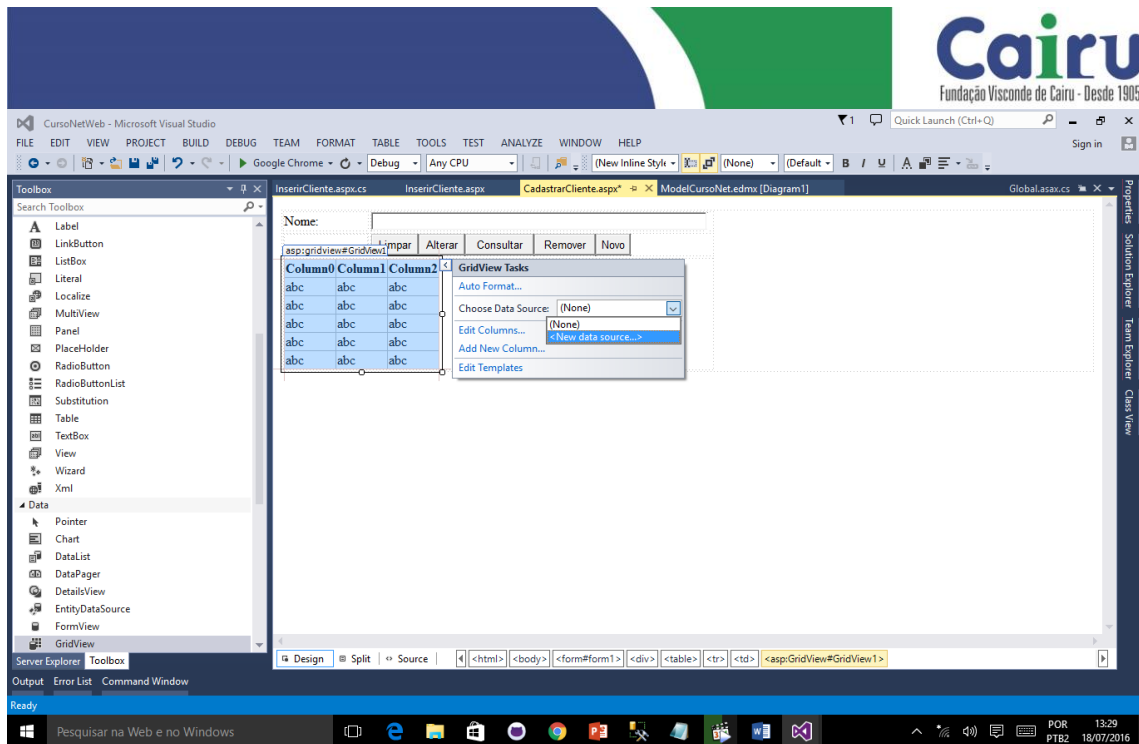 Cairu
Fundação Visconde de Cairu - Desde 1905
CursoNetWeb - Microsoft Visual Studio
1
Quick Launch (Ctrl+Q)
FILE EDIT VIEW PROJECT BUILD DEBUG TEAM FORMAT TABLE TOOLS TEST ANALYZE WINDOW HELP
Sign in
Google Chrome Debug Any CPU (New Inline Style (None) (Default B I U A
Toolbox
InserirCliente.aspx.cs InserirCliente.aspx CadastrarCliente.aspx* ModelCursoNet.edmx [Diagram1] Global.asax.cs
Search Toolbox
Label
LinkButton
ListBox
Literal
Localize
MultiView
Panel
PlaceHolder
RadioButton
RadioButtonList
Substitution
Table
TextBox
View
Wizard
Xml
Data
Pointer
Chart
DataList
DataPager
DetailsView
EntityDataSource
FormView
GridView
Server Explorer Toolbox
Nome:
Limpar Alterar Consultar Remover Novo
asp:gridview#GridView1
Column0 Column1 Column2
abc abc abc
abc abc abc
abc abc abc
abc abc abc
abc abc abc
GridView Tasks
Auto Format...
Choose Data Source: (None)
(None)
<New data source...>
Edit Columns...
Add New Column...
Edit Templates
Properties
Solution Explorer
Team Explorer
Class View
Design Split Source <html> <body> <form#form1> <div> <table> <tr> <td> <asp:GridView#GridView1>
Output Error List Command Window
Ready
Pesquisar na Web e no Windows
POR
PTB2
13:29
18/07/2016